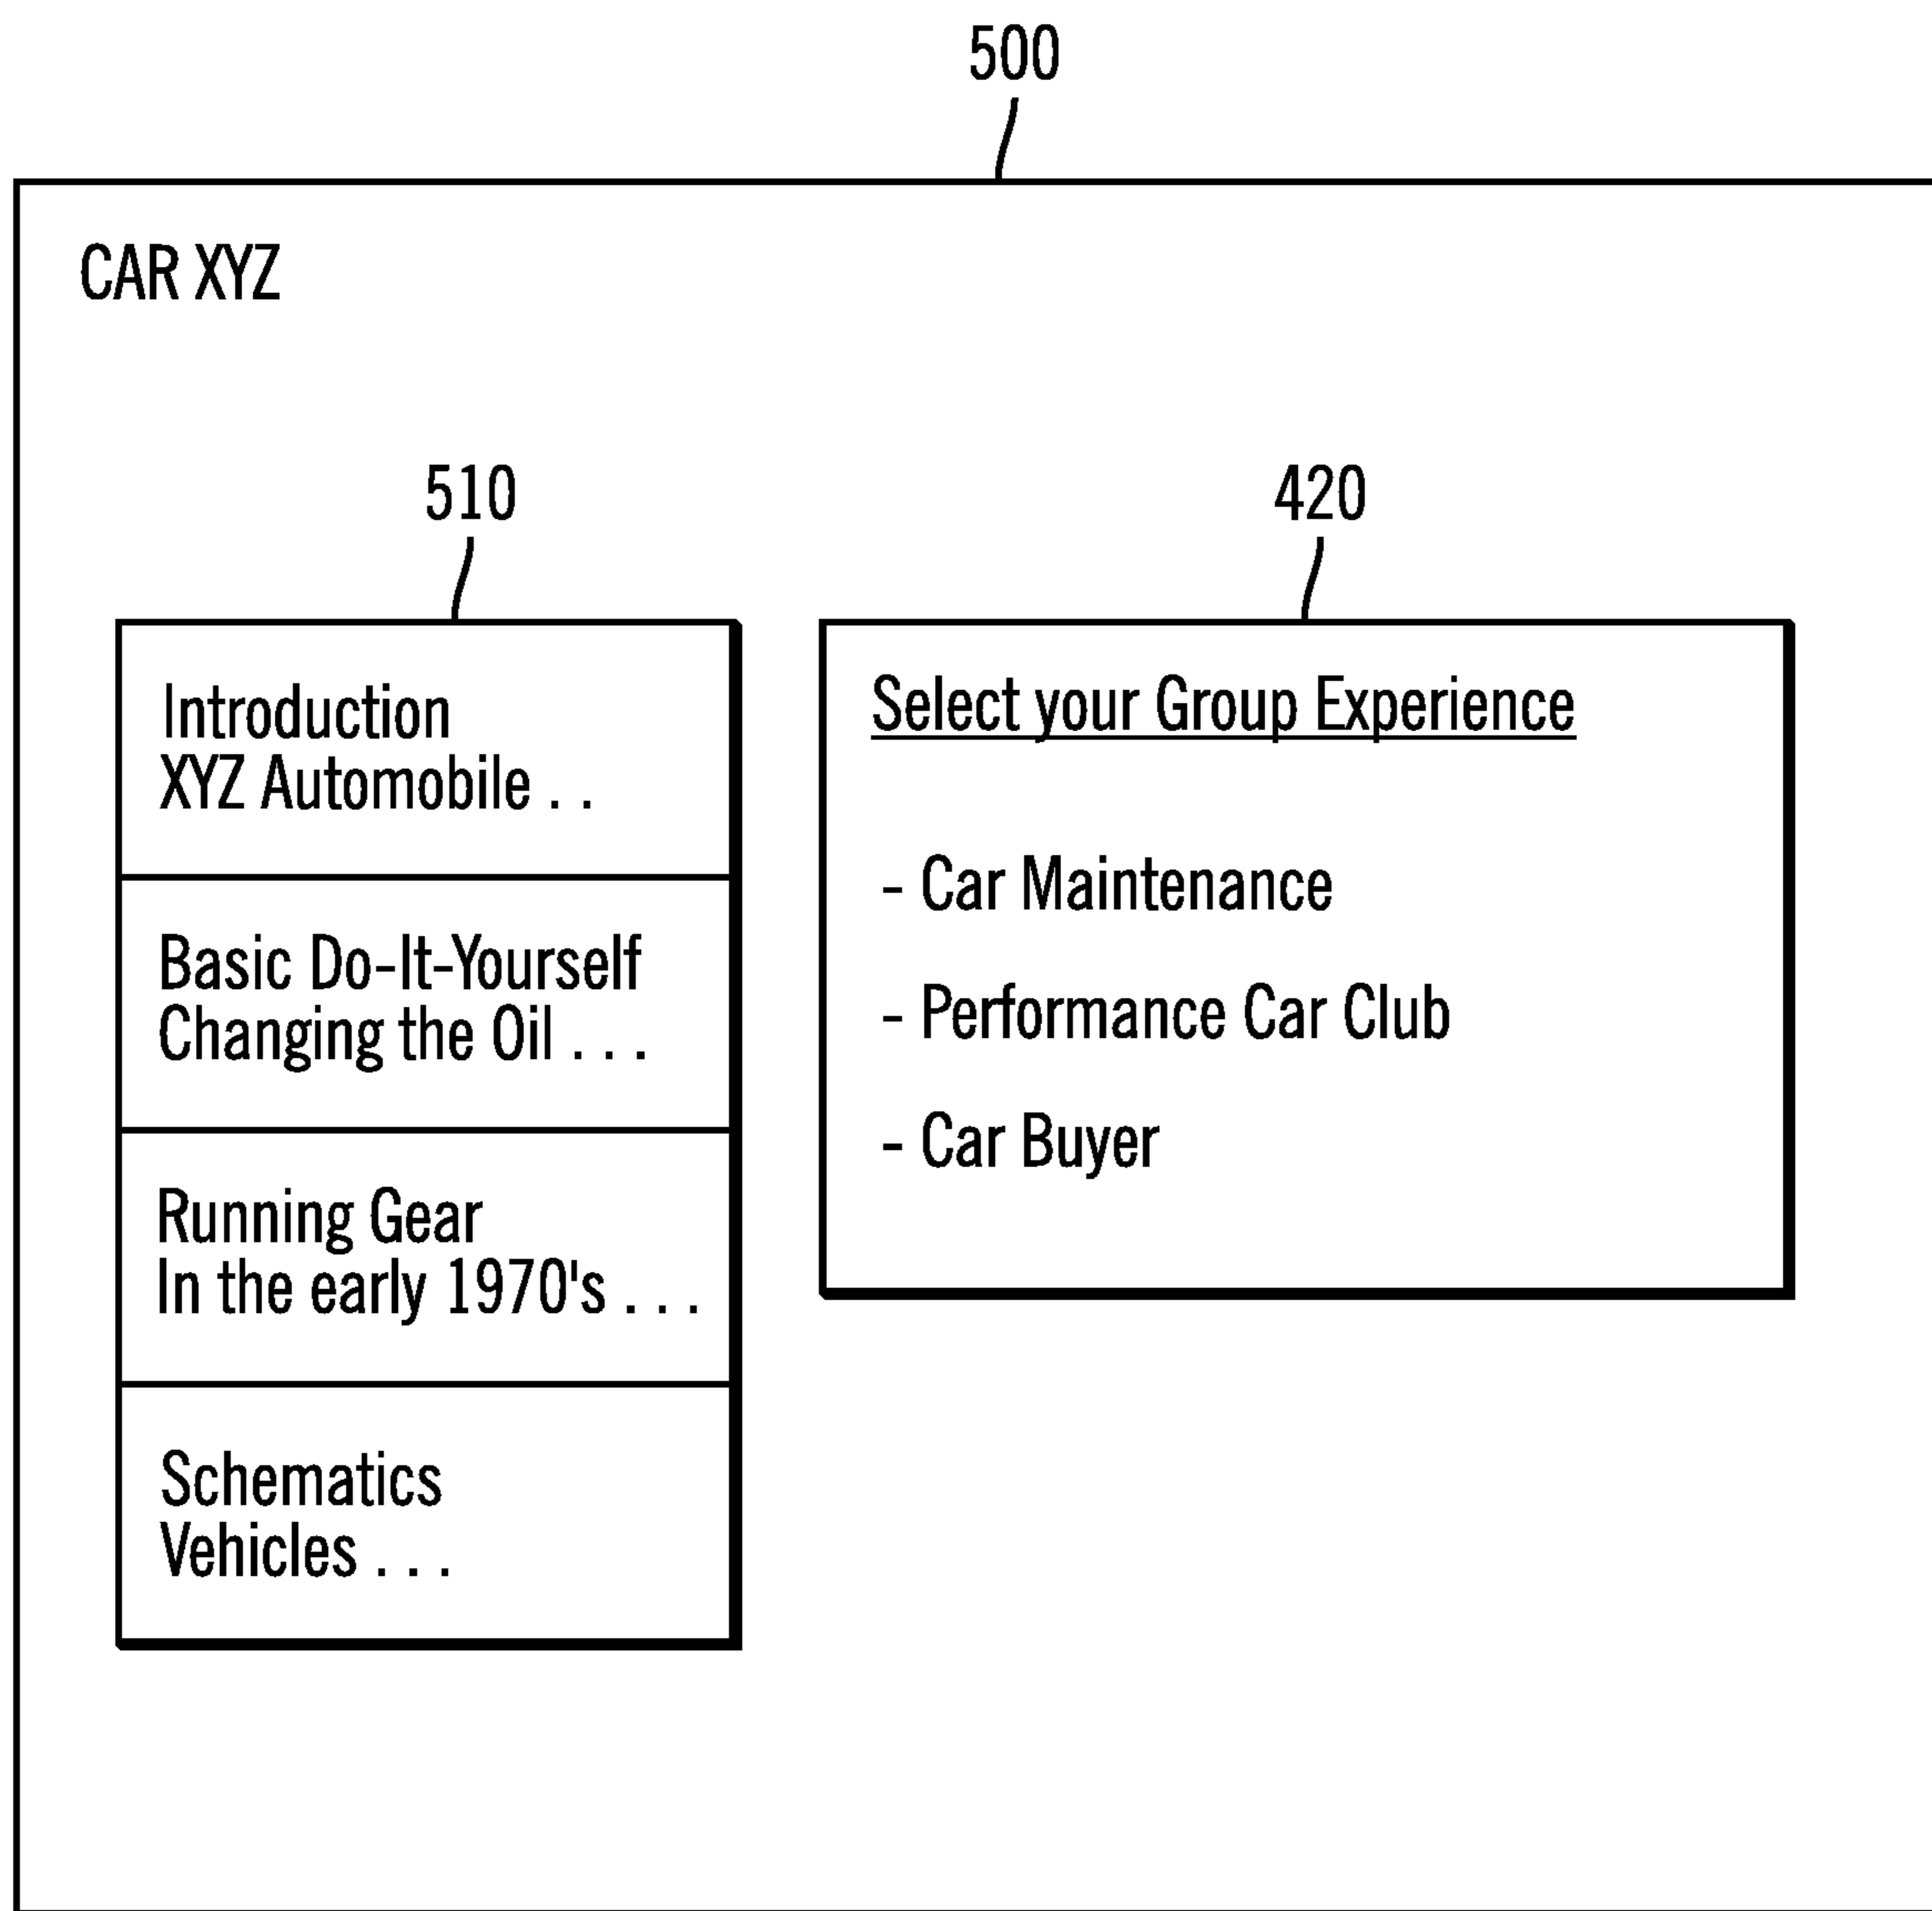 500
CAR XYZ
510
Introduction
XYZ Automobile . .
Basic Do-It-Yourself
Changing the Oil . . .
Running Gear
In the early 1970's . . .
Schematics
Vehicles . . .
420
Select your Group Experience
- Car Maintenance
- Performance Car Club
- Car Buyer